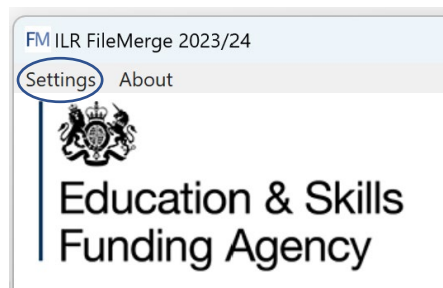 FM ILR FileMerge 2023/24
Settings About
Education & Skills
Funding Agency